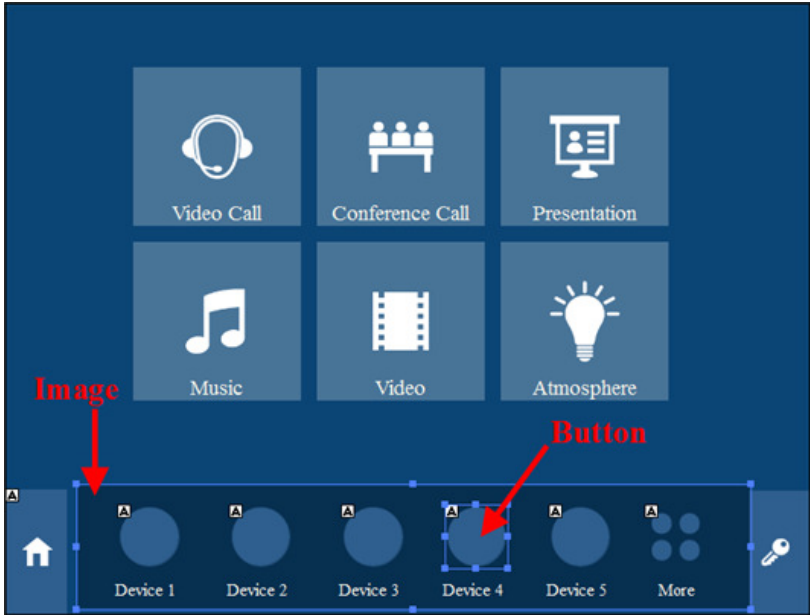 Video Call
Conference Call
Presentation
Music
Video
Atmosphere
Image
Button
A
A
A
A
A
A
A
Device 1
Device 2
Device 3
Device 4
Device 5
More